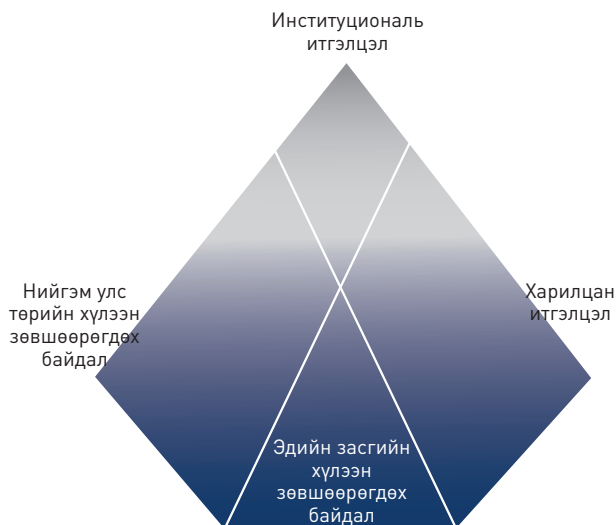 Институциональ
итгэлцэл
Нийгэм улс
төрийн хүлээн
зөвшөөрөгдөх
байдал
Харилцан
итгэлцэл
Эдийн засгийн
хүлээн
зөвшөөрөгдөх
байдал